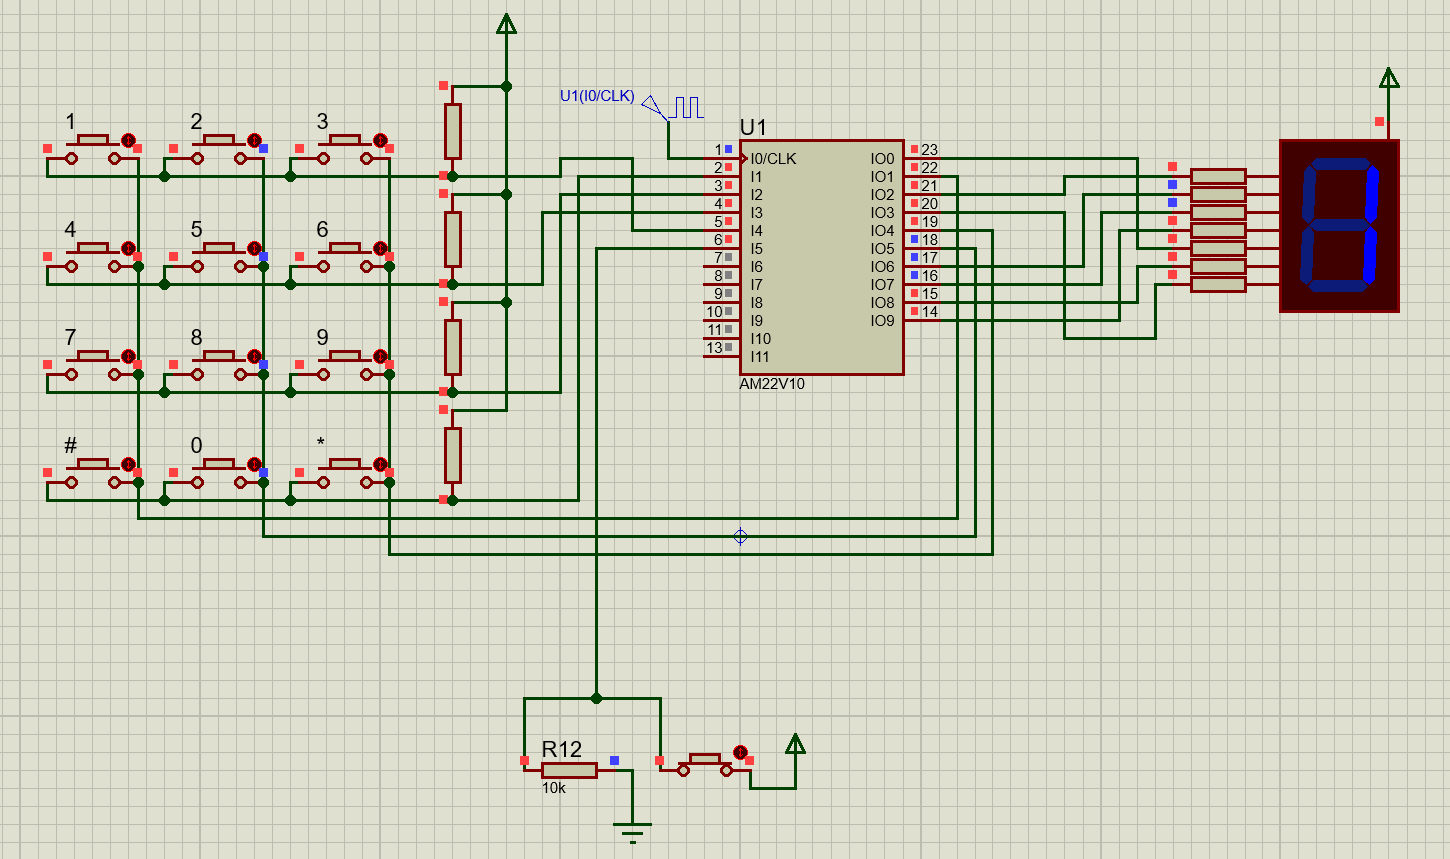 1 2 3
4 5 6
7 8 9
# 0 *
U1(I0/CLK)
U1
1 I0/CLK IO0 23
2 I1 IO1 22
3 I2 IO2 21
4 I3 IO3 20
5 I4 IO4 19
6 I5 IO5 18
7 I6 IO6 17
8 I7 IO7 16
9 I8 IO8 15
10 I9 IO9 14
11 I10
13 I11
AM22V10
R12
10k